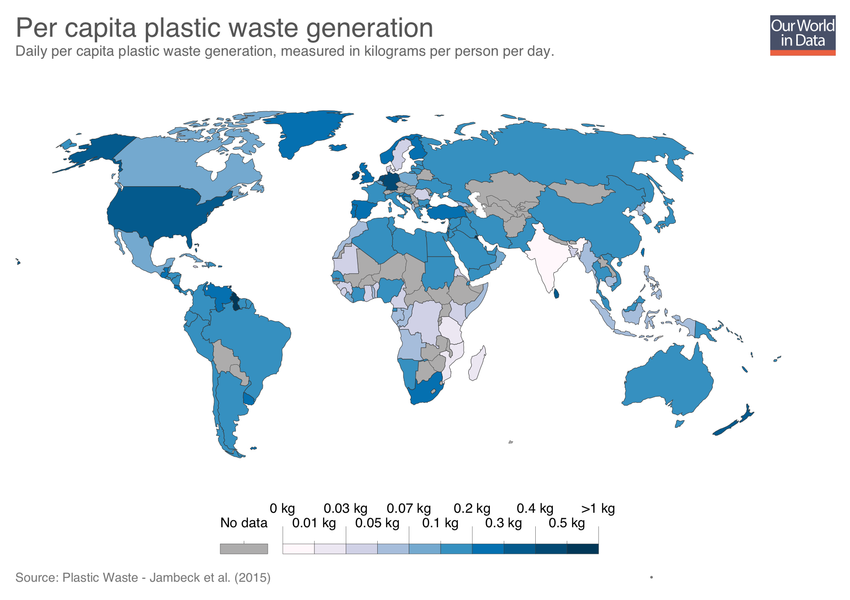 Per capita plastic waste generation
Daily per capita plastic waste generation, measured in kilograms per person per day.
Our World
in Data
0 kg 0.03 kg 0.07 kg 0.2 kg 0.4 kg >1 kg
No data 0.01 kg 0.05 kg 0.1 kg 0.3 kg 0.5 kg
Source: Plastic Waste - Jambeck et al. (2015)